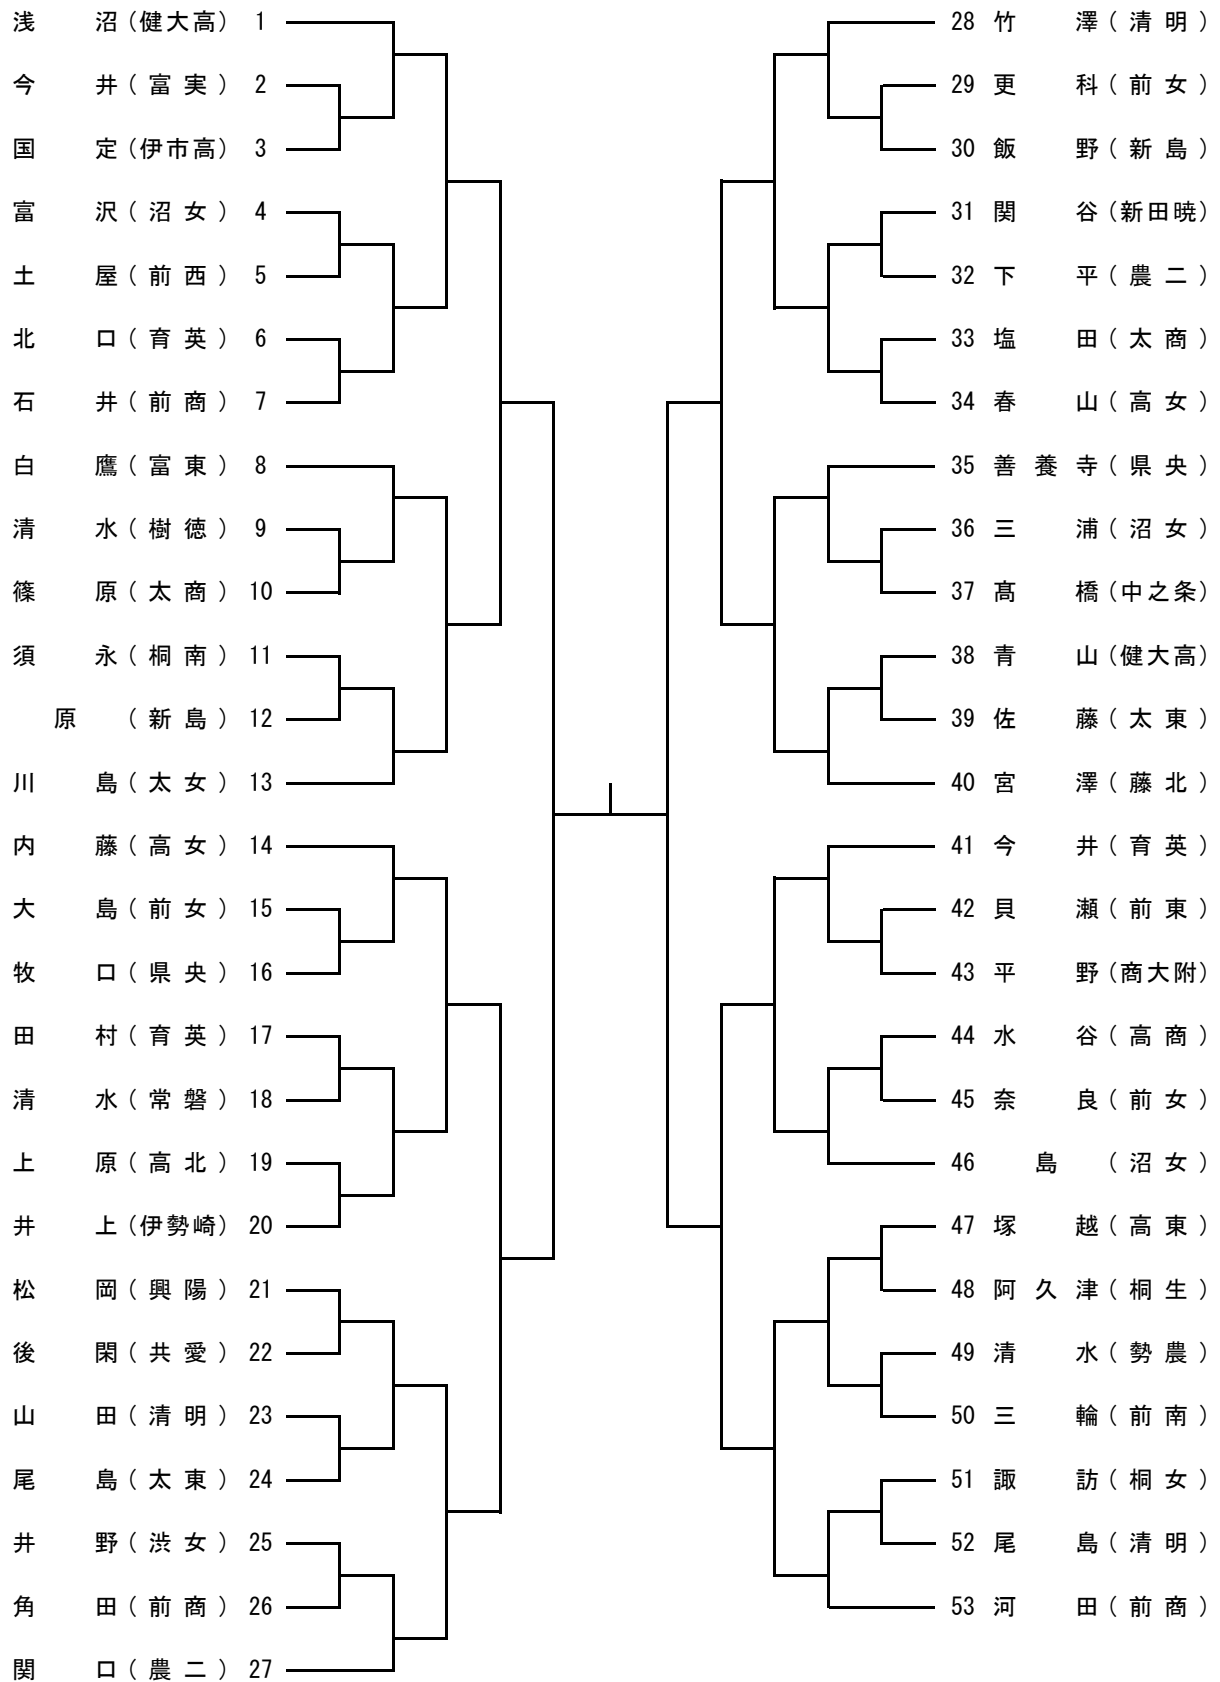 浅沼(健大高) 1
今井(富実) 2
国定(伊市高) 3
富沢(沼女) 4
土屋(前西) 5
北口(育英) 6
石井(前商) 7
白鷹(富東) 8
清水(樹徳) 9
篠原(太商) 10
須永(桐南) 11
原(新島) 12
川島(太女) 13
内藤(高女) 14
大島(前女) 15
牧口(県央) 16
田村(育英) 17
清水(常磐) 18
上原(高北) 19
井上(伊勢崎) 20
松岡(興陽) 21
後閑(共愛) 22
山田(清明) 23
尾島(太東) 24
井野(渋女) 25
角田(前商) 26
関口(農二) 27
28 竹澤(清明)
29 更科(前女)
30 飯野(新島)
31 関谷(新田暁)
32 下平(農二)
33 塩田(太商)
34 春山(高女)
35 善養寺(県央)
36 三浦(沼女)
37 髙橋(中之条)
38 青山(健大高)
39 佐藤(太東)
40 宮澤(藤北)
41 今井(育英)
42 貝瀬(前東)
43 平野(商大附)
44 水谷(高商)
45 奈良(前女)
46 島(沼女)
47 塚越(高東)
48 阿久津(桐生)
49 清水(勢農)
50 三輪(前南)
51 諏訪(桐女)
52 尾島(清明)
53 河田(前商)